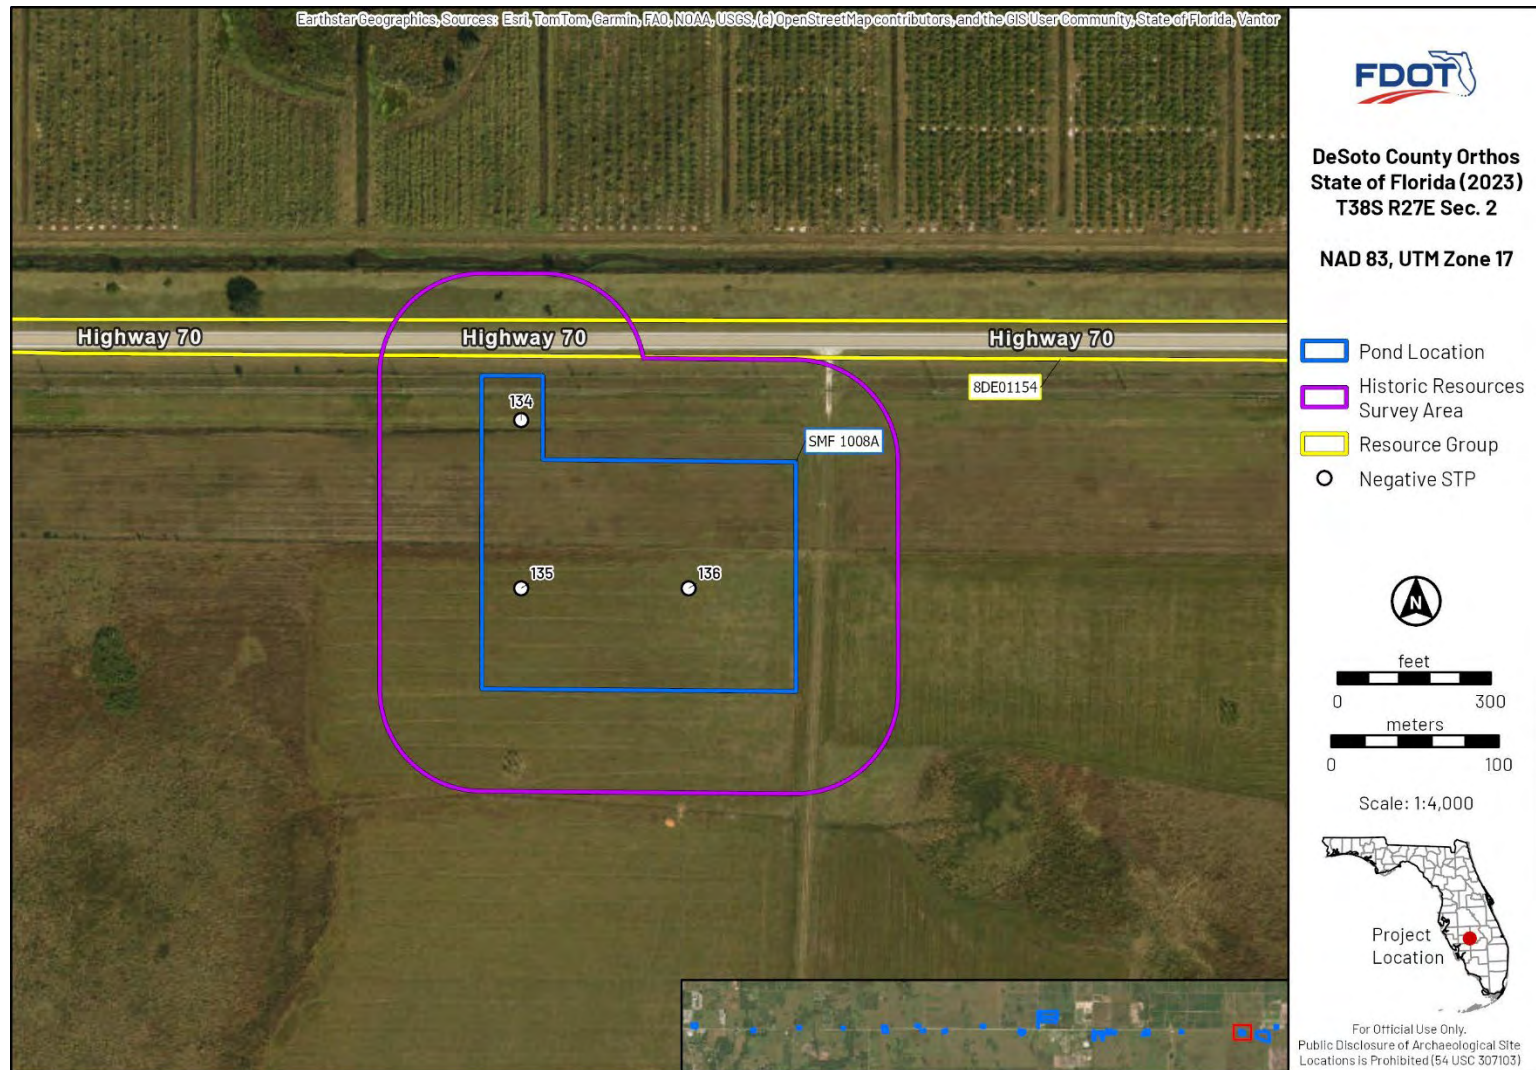 Earthstar Geographics, Sources: Esri, TomTom, Garmin, FAO, NOAA, USGS, (c) OpenStreetMap contributors, and the GIS User Community, State of Florida, Vantor
Highway 70
Highway 70
Highway 70
8DE01154
134
SMF 1008A
135
136
FDOT
DeSoto County Orthos
State of Florida (2023)
T38S R27E Sec. 2
NAD 83, UTM Zone 17
Pond Location
Historic Resources
Survey Area
Resource Group
Negative STP
N
feet
0 300
meters
0 100
Scale: 1:4,000
Project
Location
For Official Use Only.
Public Disclosure of Archaeological Site
Locations is Prohibited (54 USC 307103)